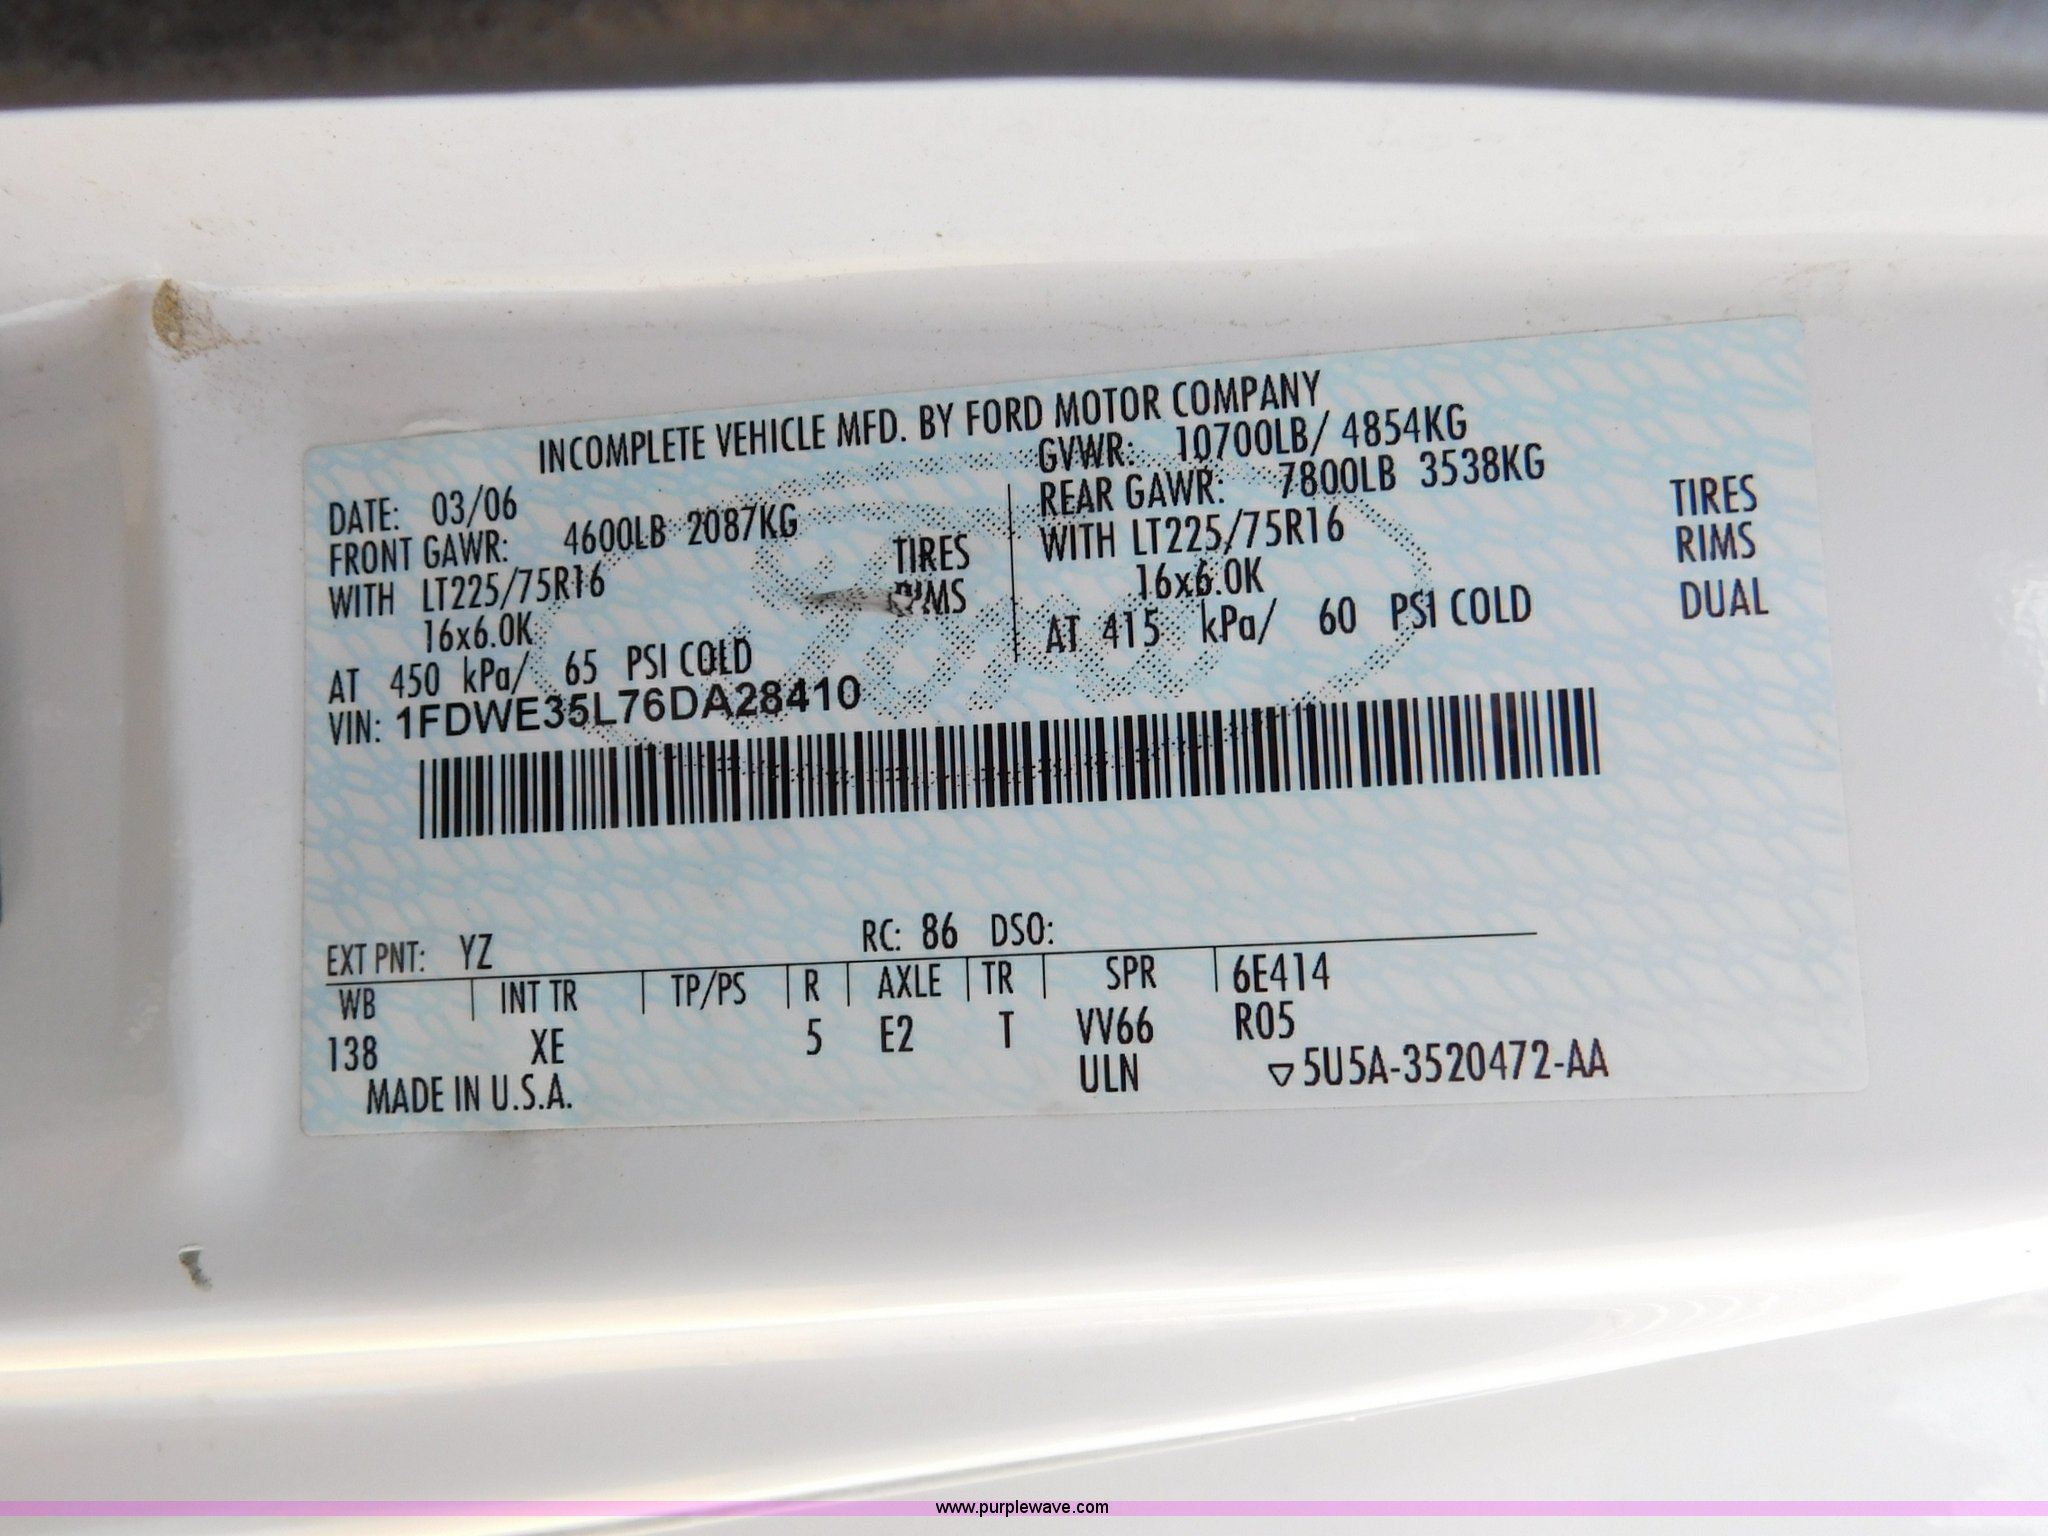 INCOMPLETE VEHICLE MFD. BY FORD MOTOR COMPANY
DATE: 03/06
GVWR: 10700LB/ 4854KG
FRONT GAWR: 4600LB 2087KG
REAR GAWR: 7800LB 3538KG
WITH LT225/75R16 TIRES
WITH LT225/75R16 TIRES
16x6.0K RIMS
16x6.0K RIMS
AT 450 kPa/ 65 PSI COLD
AT 415 kPa/ 60 PSI COLD DUAL
VIN: 1FDWE35L76DA28410
EXT PNT: YZ RC: 86 DSO:
WB INT TR TP/PS R AXLE TR SPR 6E414
138 XE 5 E2 T VV66 R05
MADE IN U.S.A. ULN ▽5U5A-3520472-AA
www.purplewave.com